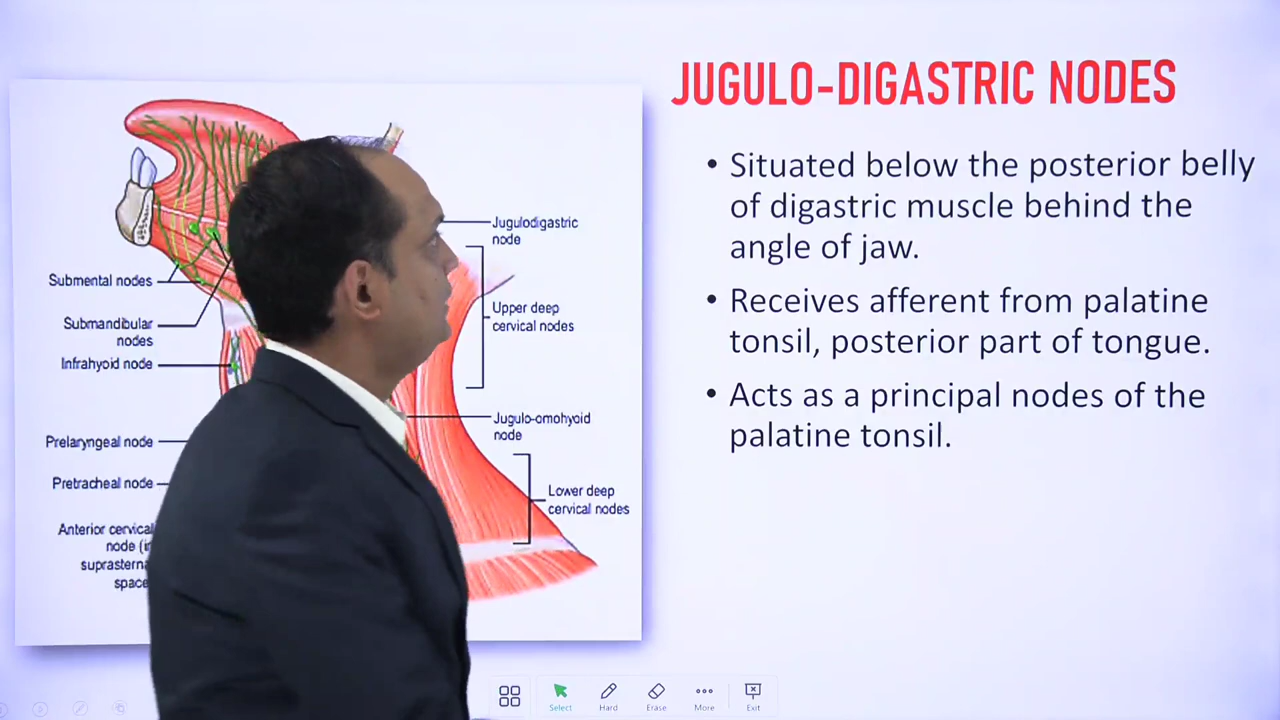 JUGULO-DIGASTRIC NODES
• Situated below the posterior belly
of digastric muscle behind the
angle of jaw.
• Receives afferent from palatine
tonsil, posterior part of tongue.
• Acts as a principal nodes of the
palatine tonsil.
Submental nodes
Submandibular
nodes
Infrahyoid node
Prelaryngeal node
Pretracheal node
Anterior cervical
node
suprasterna
space
Jugulodigastric
node
Upper deep
cervical nodes
Jugulo-omohyoid
node
Lower deep
cervical nodes
Select
Hard
Erase
More
Exit